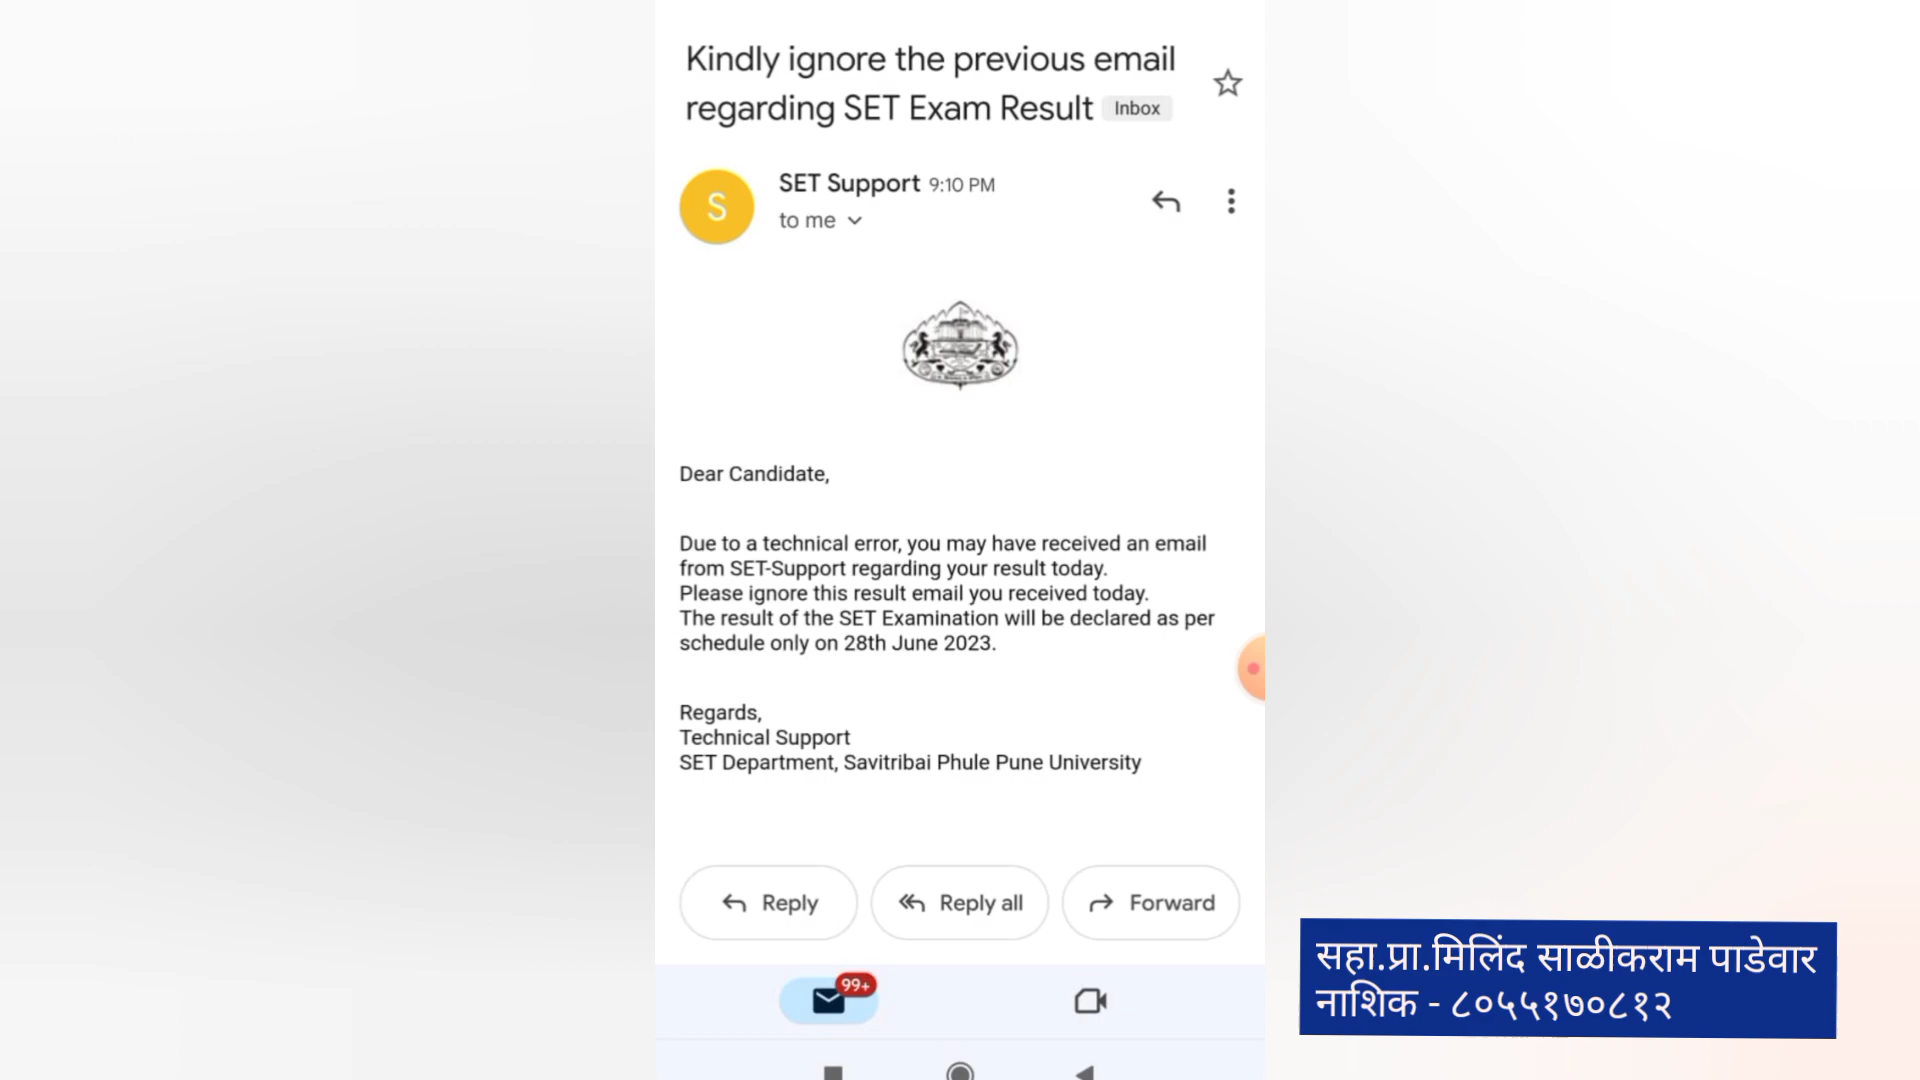 Kindly ignore the previous email
regarding SET Exam Result Inbox
S
SET Support 9:10 PM
to me
Dear Candidate,
Due to a technical error, you may have received an email
from SET-Support regarding your result today.
Please ignore this result email you received today.
The result of the SET Examination will be declared as per
schedule only on 28th June 2023.
Regards,
Technical Support
SET Department, Savitribai Phule Pune University
Reply Reply all Forward
99+
सहा.प्रा.मिलिंद साळीकराम पाडेवार
नाशिक - ८०५५१७०८१२